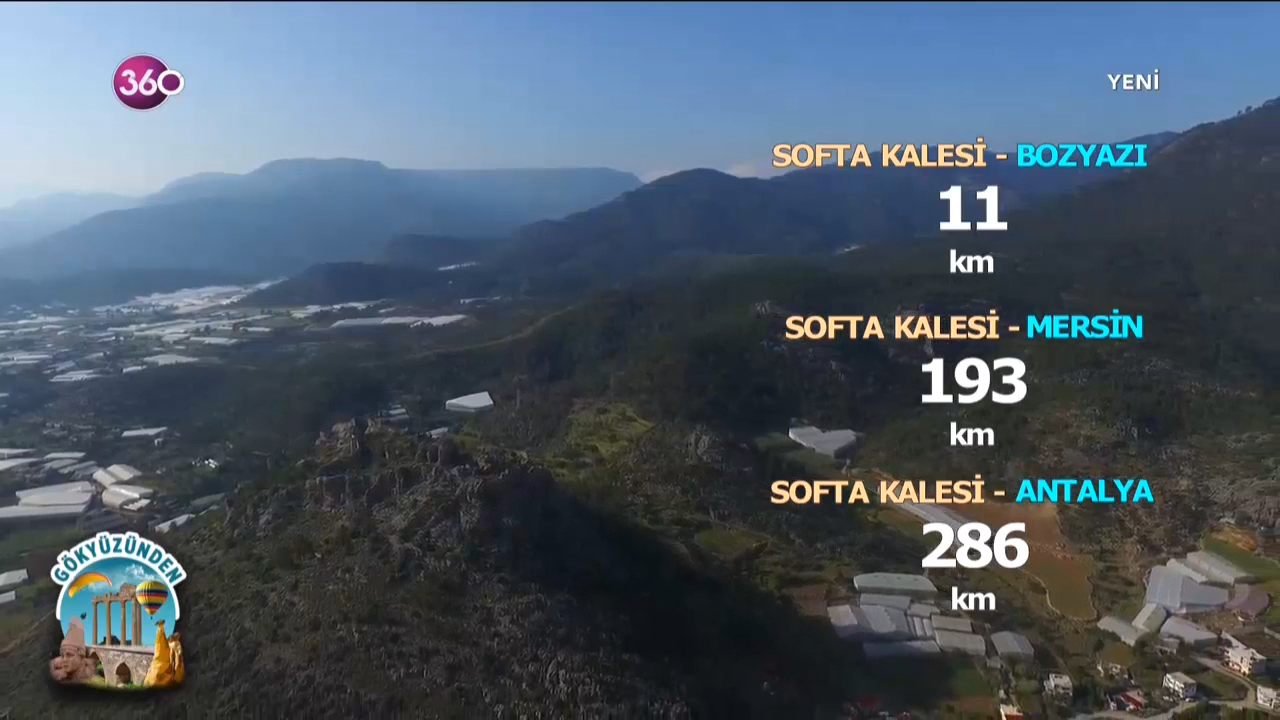 360
YENİ
SOFTA KALESİ - BOZYAZI
11
km
SOFTA KALESİ - MERSİN
193
km
SOFTA KALESİ - ANTALYA
286
km
GÖKYÜZÜNDEN